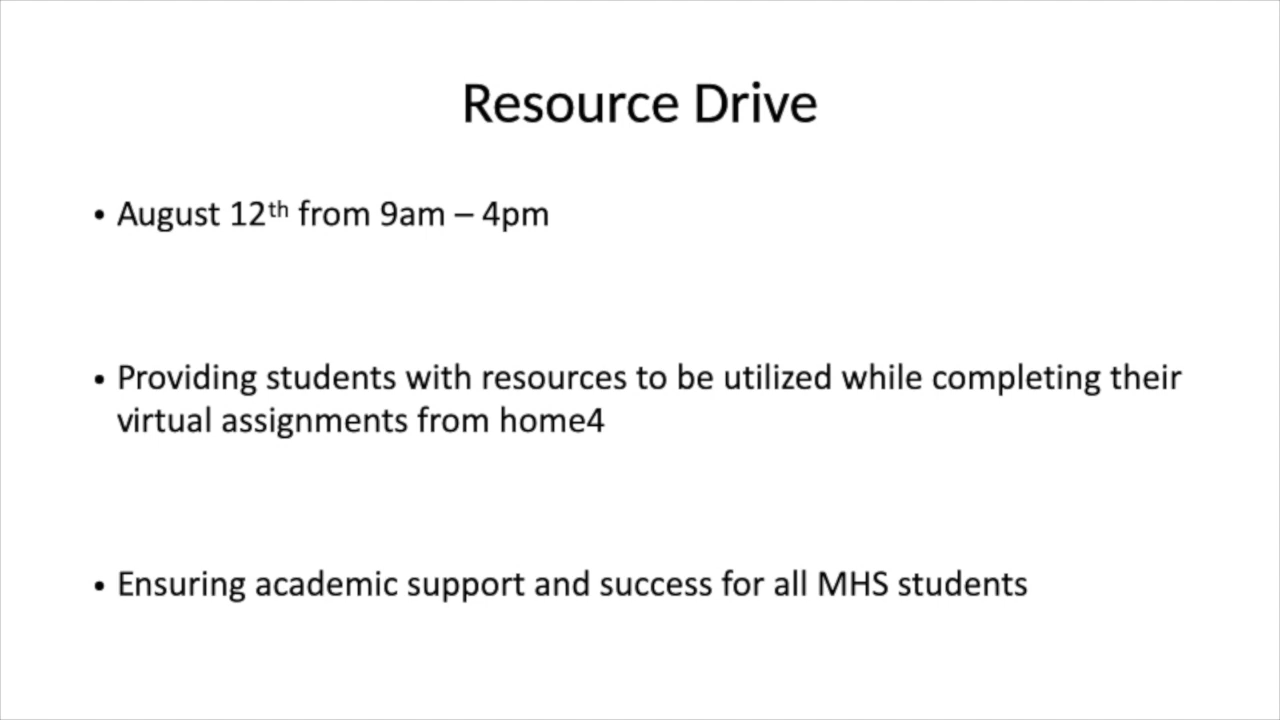 Resource Drive
• August 12th from 9am – 4pm
• Providing students with resources to be utilized while completing their
virtual assignments from home4
• Ensuring academic support and success for all MHS students